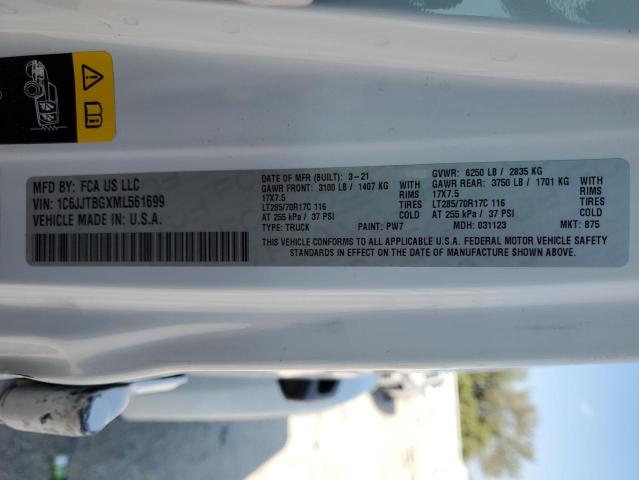 MFD BY: FCA US LLC
VIN: 1C6JJTBGXML561699
VEHICLE MADE IN: U.S.A.
DATE OF MFR (BUILT): 3-21
GVWR: 6250 LB / 2835 KG
GAWR FRONT: 3100 LB / 1407 KG WITH
GAWR REAR: 3750 LB / 1701 KG WITH
17X7.5 RIMS
17X7.5 RIMS
LT285/70R17C 116 TIRES
LT285/70R17C 116 TIRES
AT 255 kPa / 37 PSI COLD
AT 255 kPa / 37 PSI COLD
TYPE: TRUCK PAINT: PW7 MDH: 031123 MKT: 875
THIS VEHICLE CONFORMS TO ALL APPLICABLE U.S.A. FEDERAL MOTOR VEHICLE SAFETY
STANDARDS IN EFFECT ON THE DATE OF MANUFACTURE SHOWN ABOVE.